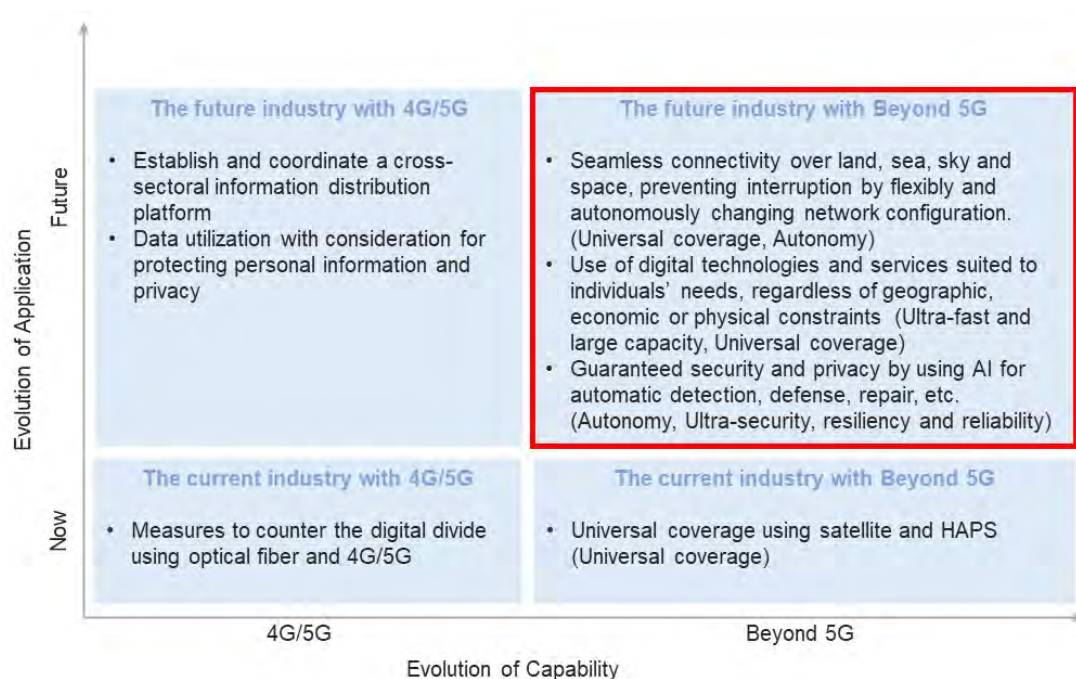 The future industry with 4G/5G
• Establish and coordinate a cross-
sectoral information distribution
platform
• Data utilization with consideration for
protecting personal information and
privacy
The future industry with Beyond 5G
• Seamless connectivity over land, sea, sky and
space, preventing interruption by flexibly and
autonomously changing network configuration.
(Universal coverage, Autonomy)
• Use of digital technologies and services suited to
individuals’ needs, regardless of geographic,
economic or physical constraints (Ultra-fast and
large capacity, Universal coverage)
• Guaranteed security and privacy by using AI for
automatic detection, defense, repair, etc.
(Autonomy, Ultra-security, resiliency and reliability)
The current industry with 4G/5G
• Measures to counter the digital divide
using optical fiber and 4G/5G
The current industry with Beyond 5G
• Universal coverage using satellite and HAPS
(Universal coverage)
Evolution of Application
Future
Now
4G/5G
Beyond 5G
Evolution of Capability